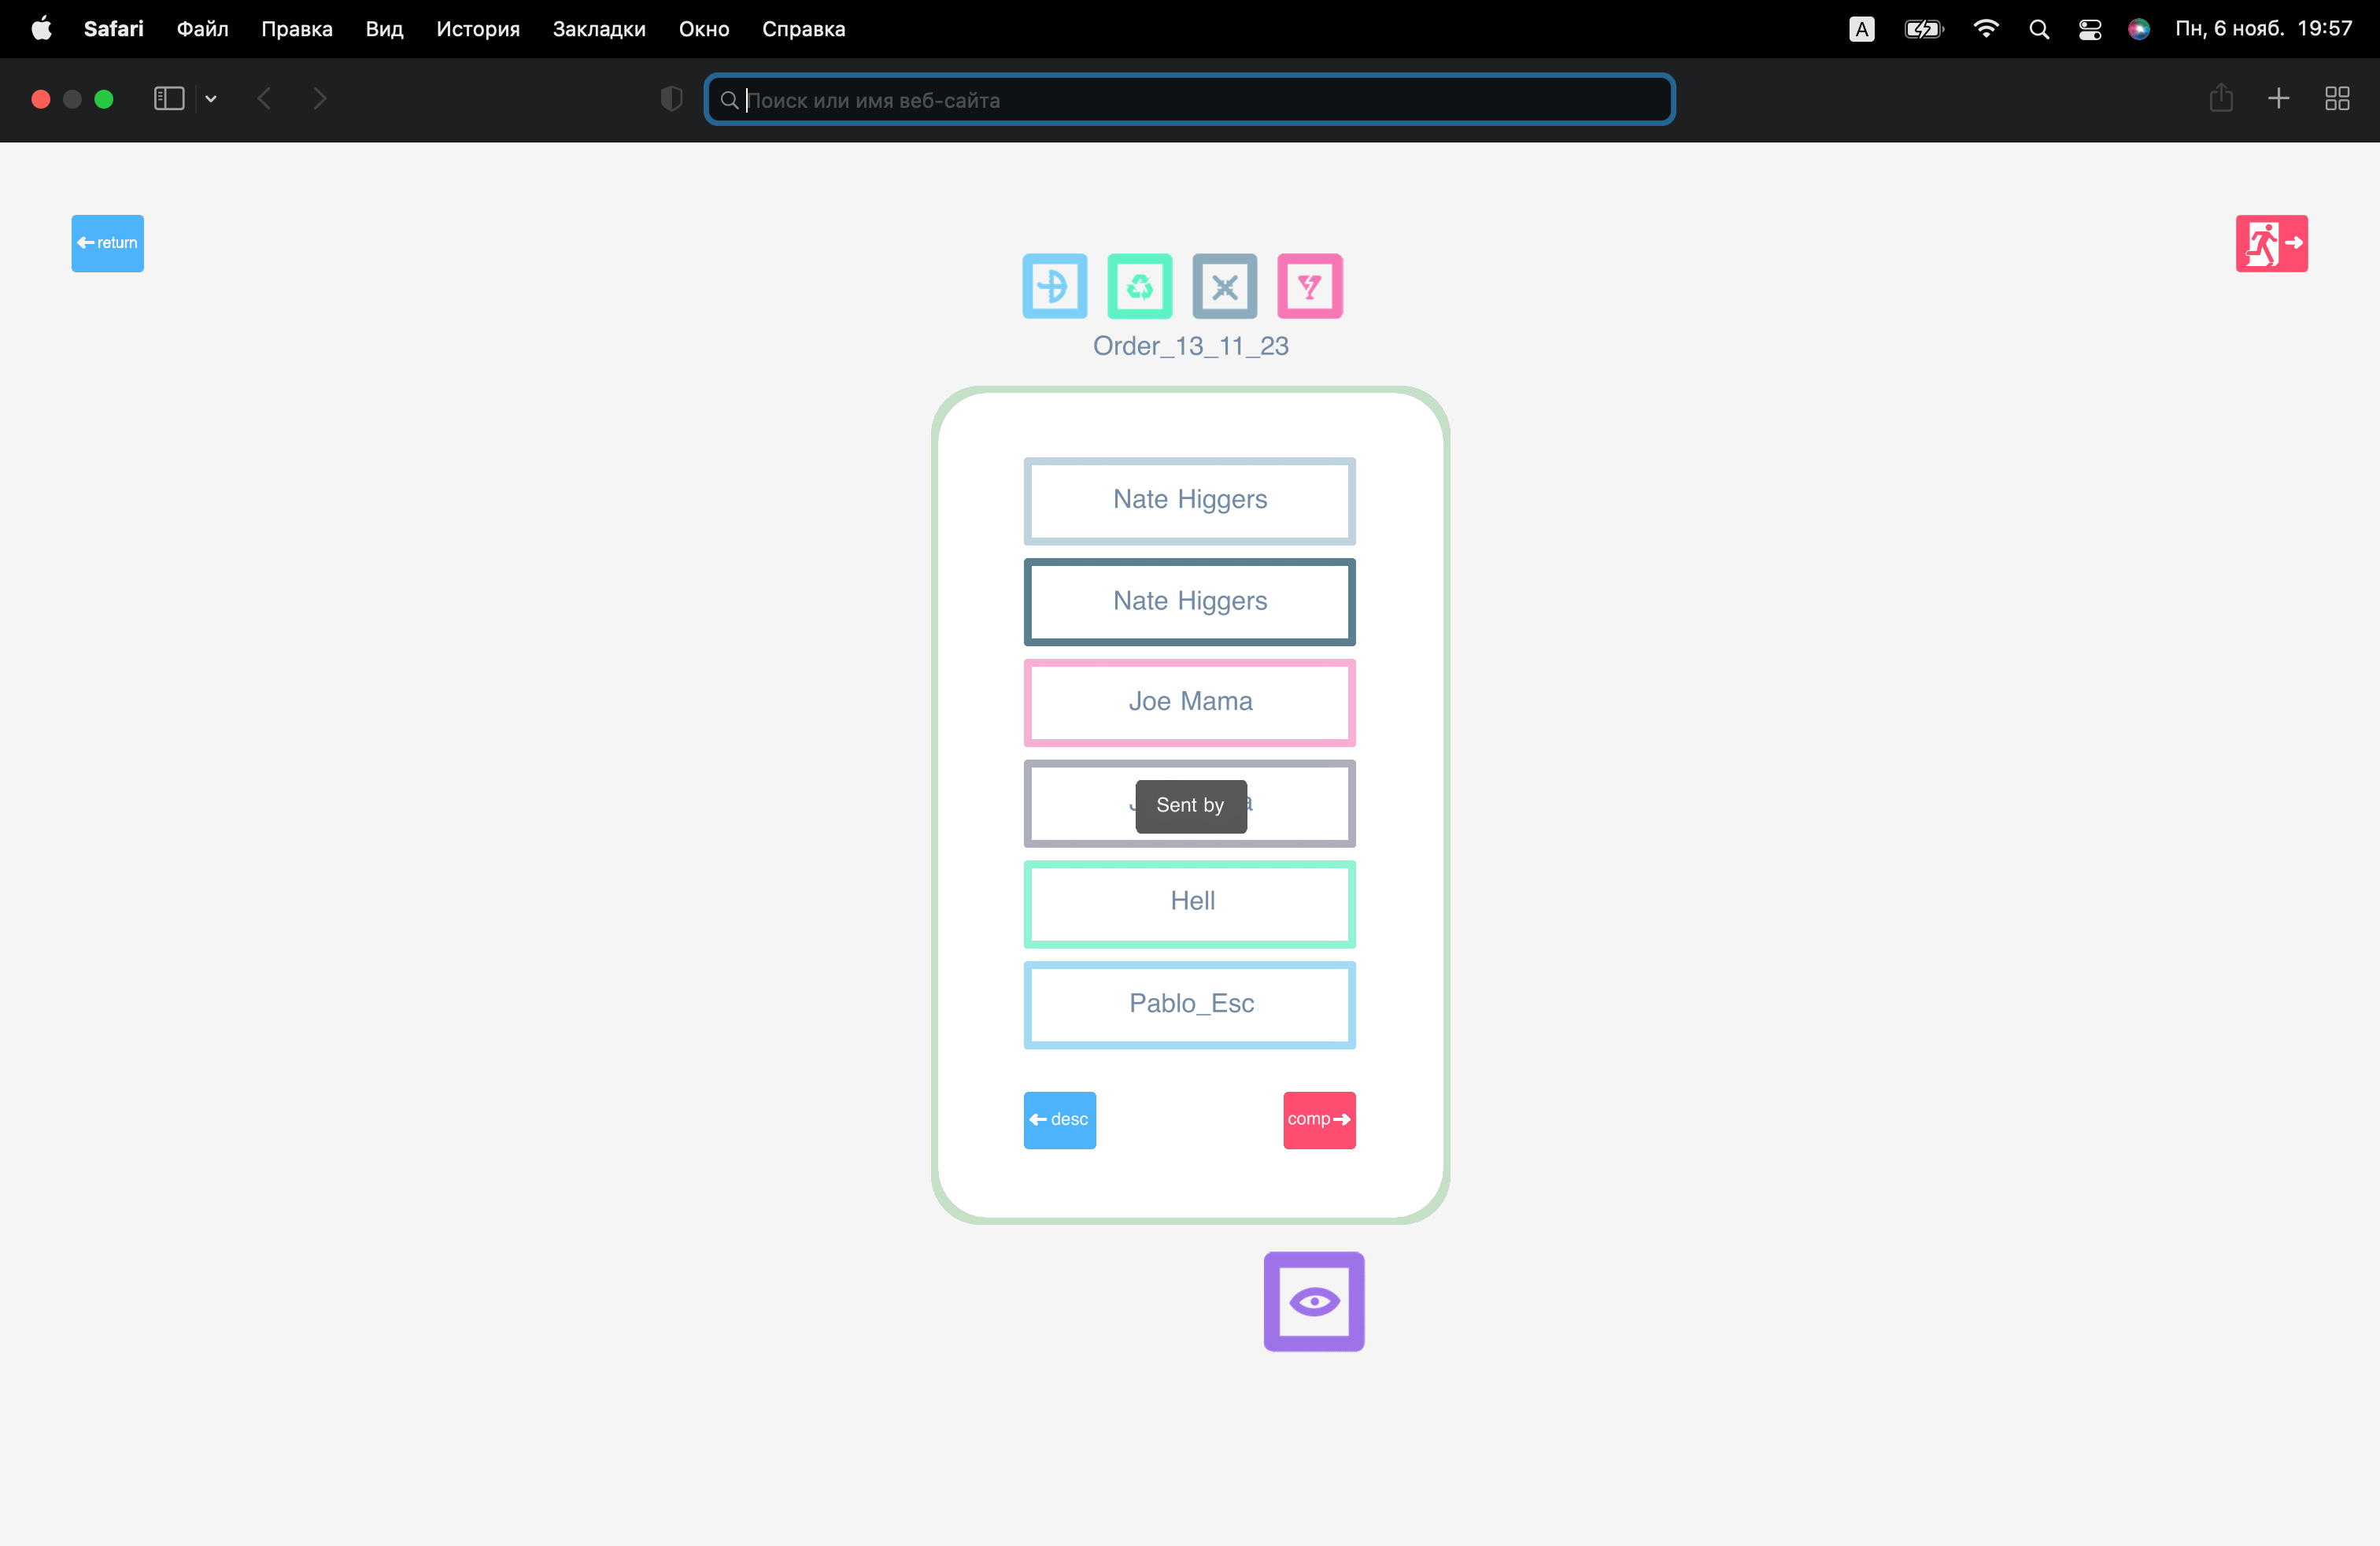 Safari Файл Правка Вид История Закладки Окно Справка A Пн, 6 нояб. 19:57
Поиск или имя веб-сайта
return
Order_13_11_23
Nate Higgers
Nate Higgers
Joe Mama
Sent by
Hell
Pablo_Esc
desc comp